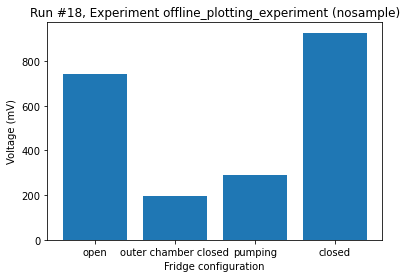 Run #18, Experiment offline_plotting_experiment (nosample)
Voltage (mV)
800
600
400
200
0
open outer chamber closed pumping closed
Fridge configuration